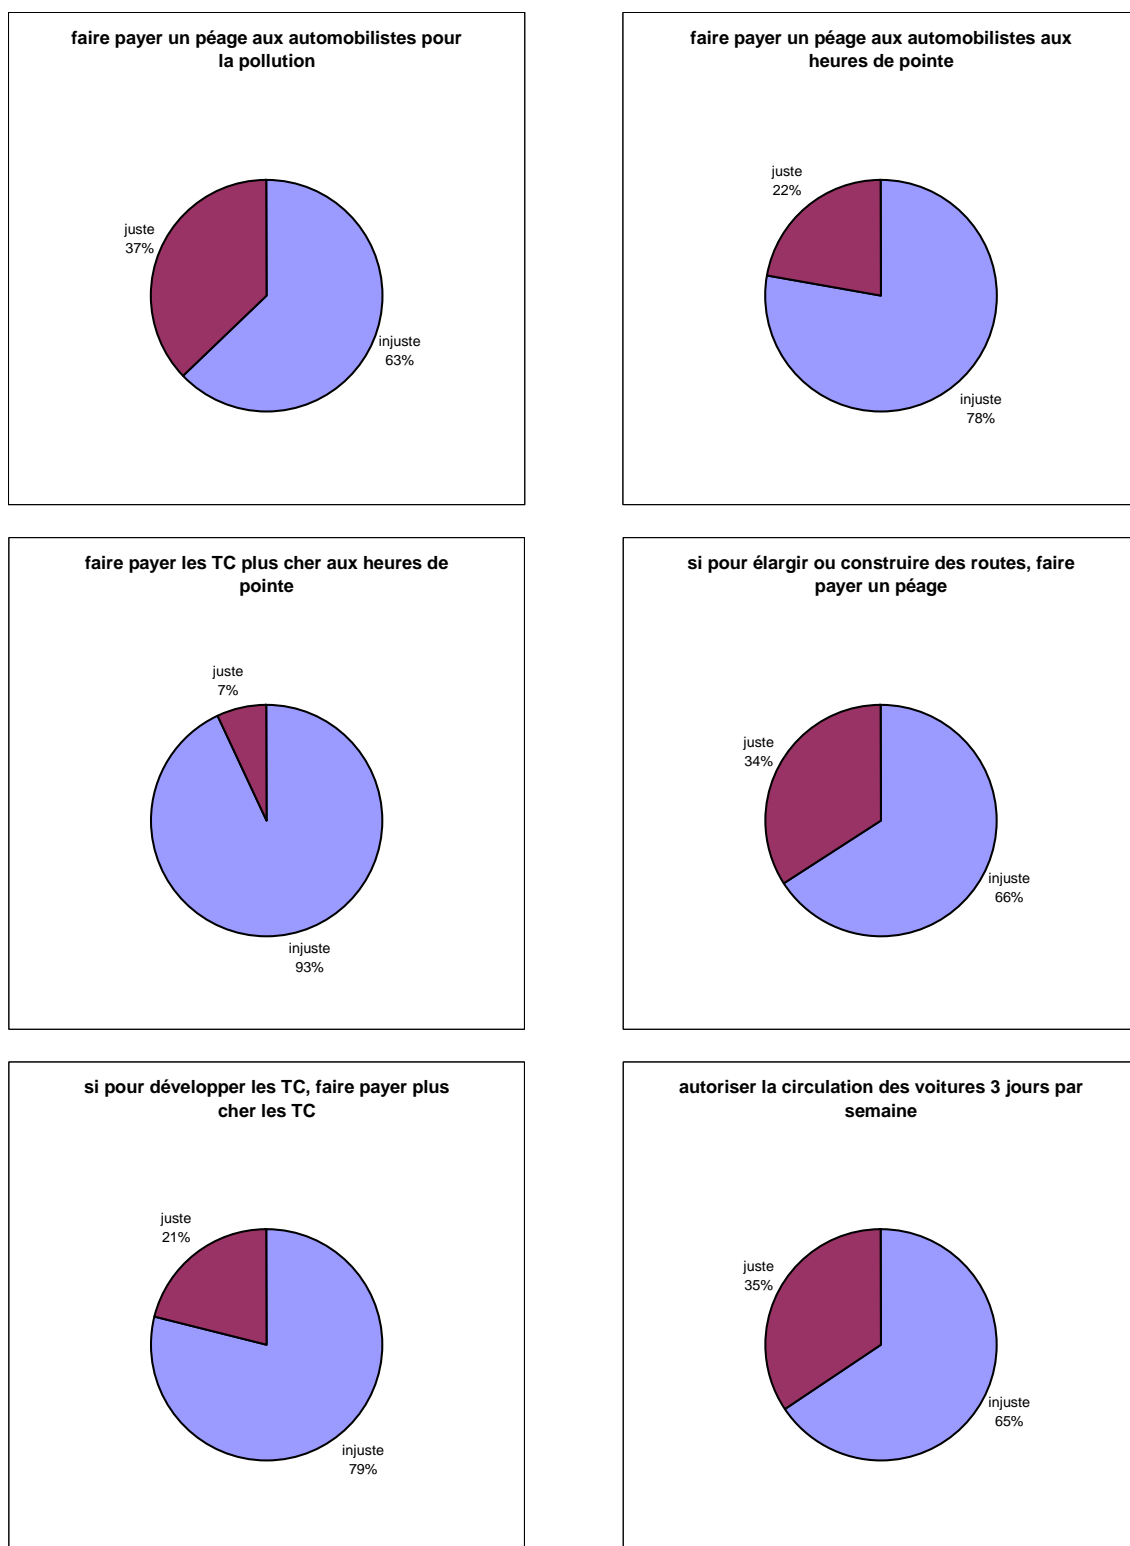 faire payer un péage aux automobilistes pour
la pollution
juste
37%
injuste
63%
faire payer un péage aux automobilistes aux
heures de pointe
juste
22%
injuste
78%
faire payer les TC plus cher aux heures de
pointe
juste
7%
injuste
93%
si pour élargir ou construire des routes, faire
payer un péage
juste
34%
injuste
66%
si pour développer les TC, faire payer plus
cher les TC
juste
21%
injuste
79%
autoriser la circulation des voitures 3 jours par
semaine
juste
35%
injuste
65%